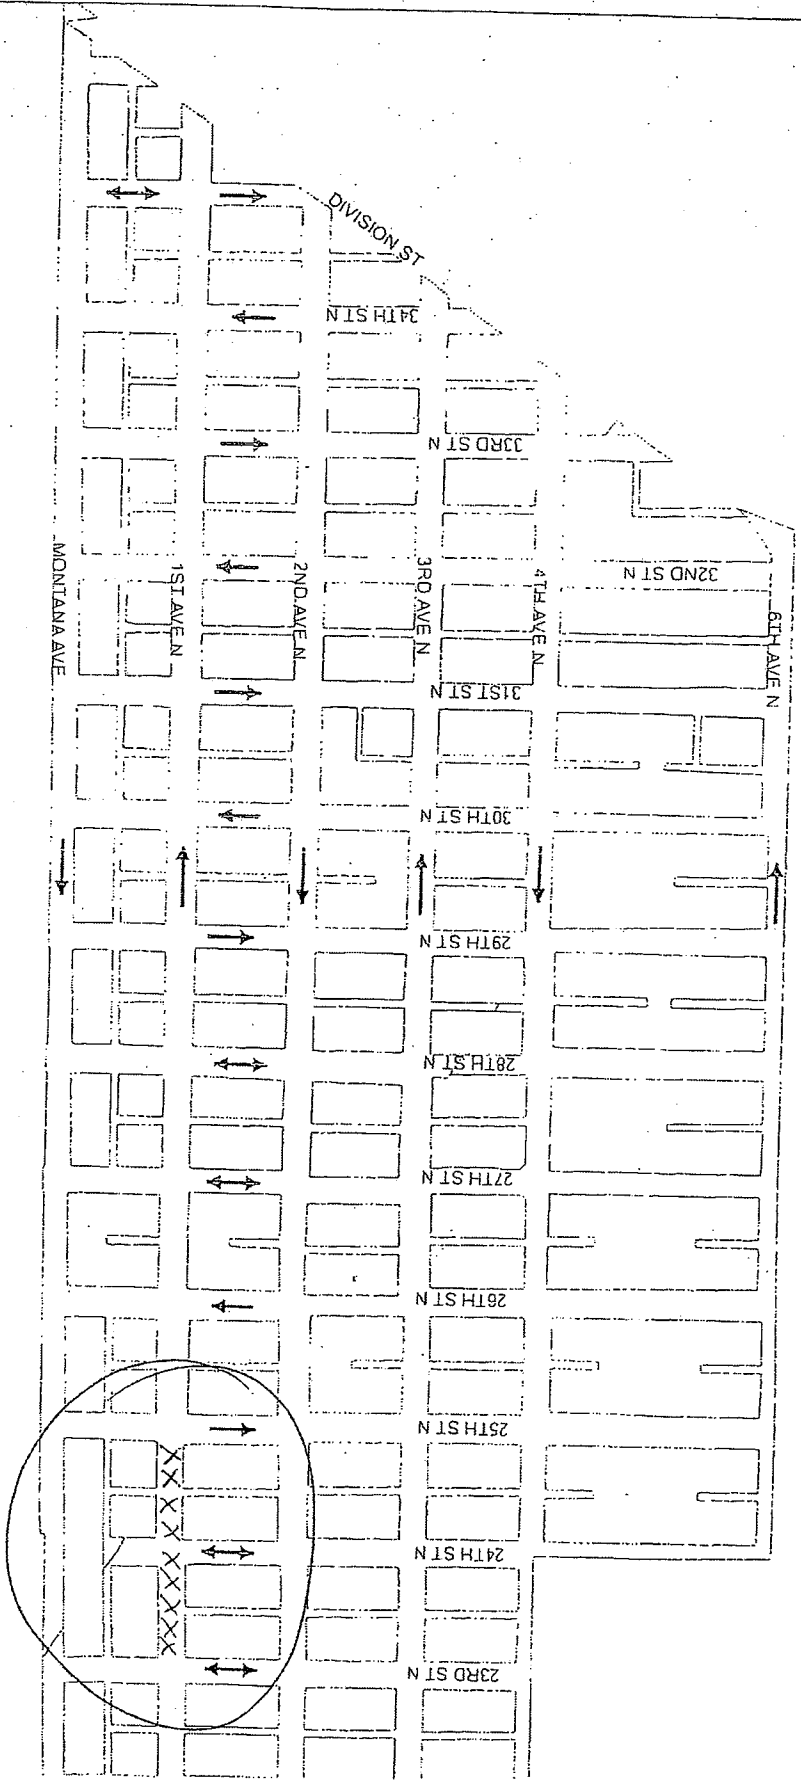 DIVISION ST
34TH ST N
33RD ST N
32ND ST N
MONTANA AVE
1ST AVE N
2ND AVE N
3RD AVE N
4TH AVE N
6TH AVE N
31ST ST N
30TH ST N
29TH ST N
28TH ST N
27TH ST N
26TH ST N
25TH ST N
XXXXXXXXX
24TH ST N
23RD ST N